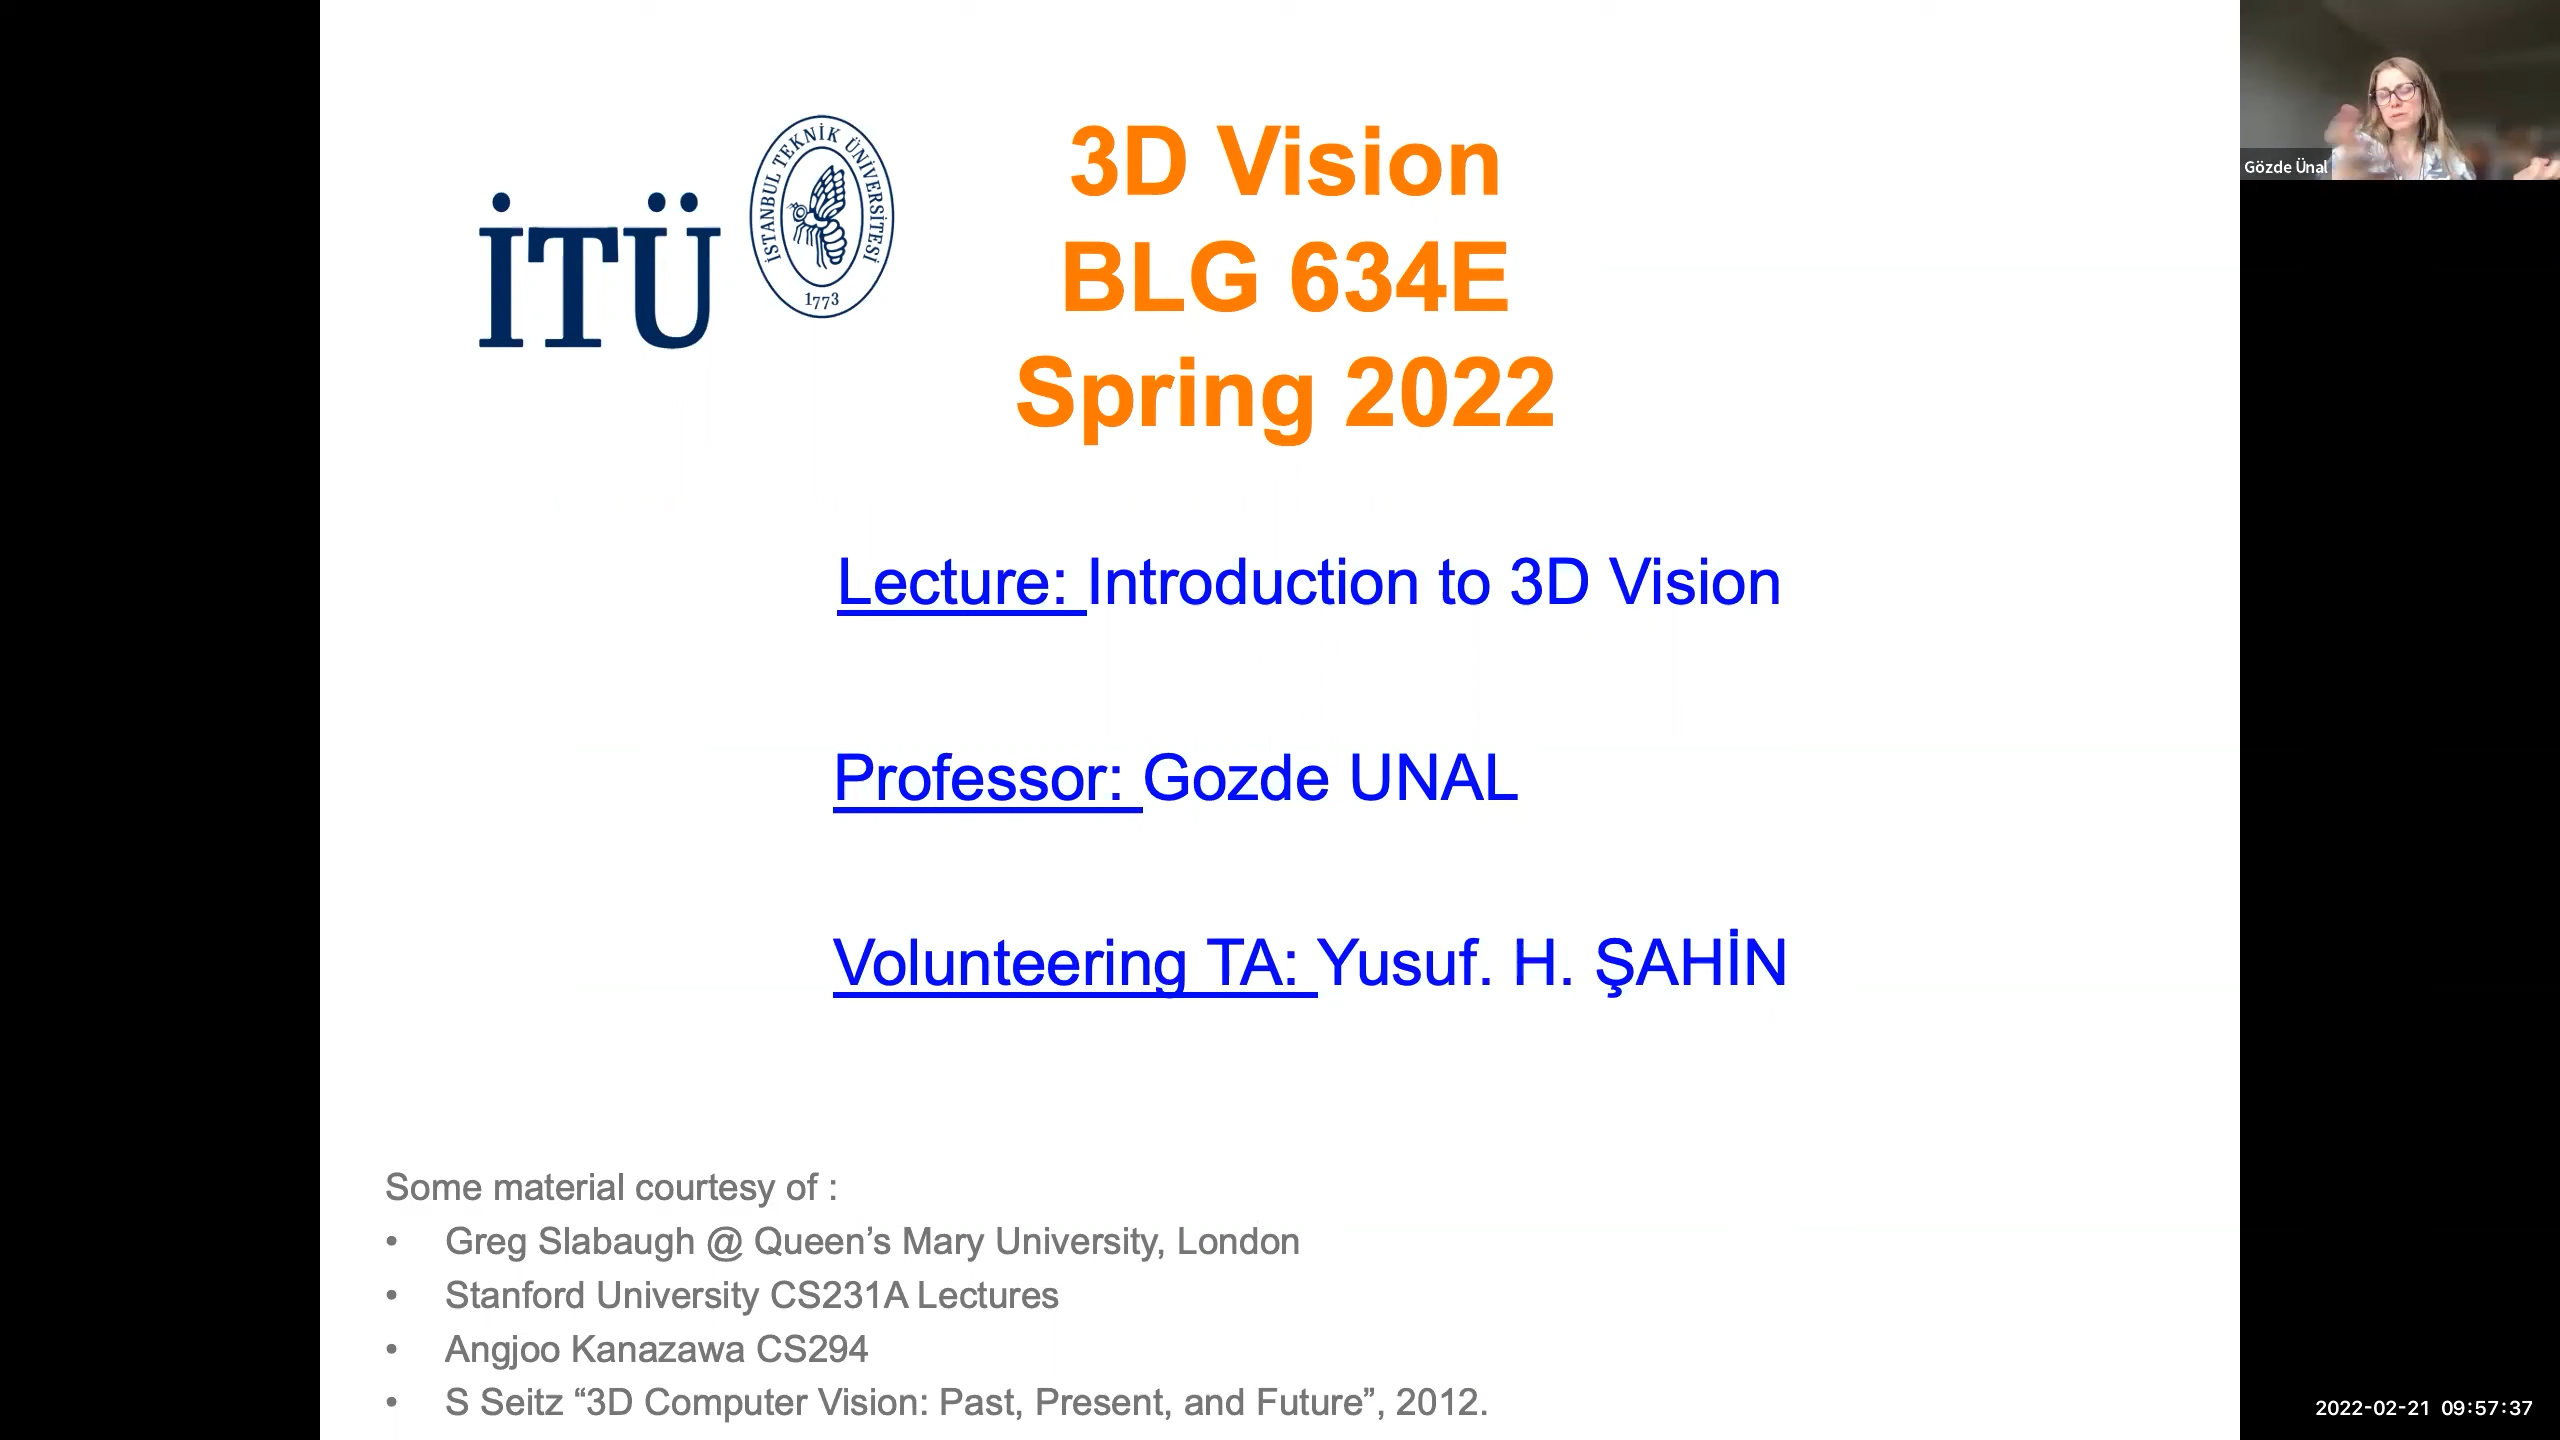 İTÜ
İSTANBUL TEKNİK ÜNİVERSİTESİ
1773
3D Vision
BLG 634E
Spring 2022
Gözde Ünal
Lecture: Introduction to 3D Vision
Professor: Gozde UNAL
Volunteering TA: Yusuf. H. ŞAHİN
Some material courtesy of :
• Greg Slabaugh @ Queen’s Mary University, London
• Stanford University CS231A Lectures
• Angjoo Kanazawa CS294
• S Seitz “3D Computer Vision: Past, Present, and Future”, 2012.
2022-02-21 09:57:37